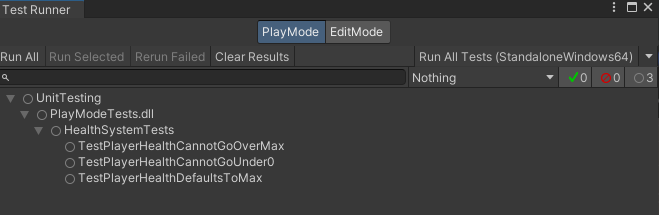 Test Runner
PlayMode EditMode
Run All Run Selected Rerun Failed Clear Results Run All Tests (StandaloneWindows64)
Nothing 0 0 3
UnitTesting
PlayModeTests.dll
HealthSystemTests
TestPlayerHealthCannotGoOverMax
TestPlayerHealthCannotGoUnder0
TestPlayerHealthDefaultsToMax